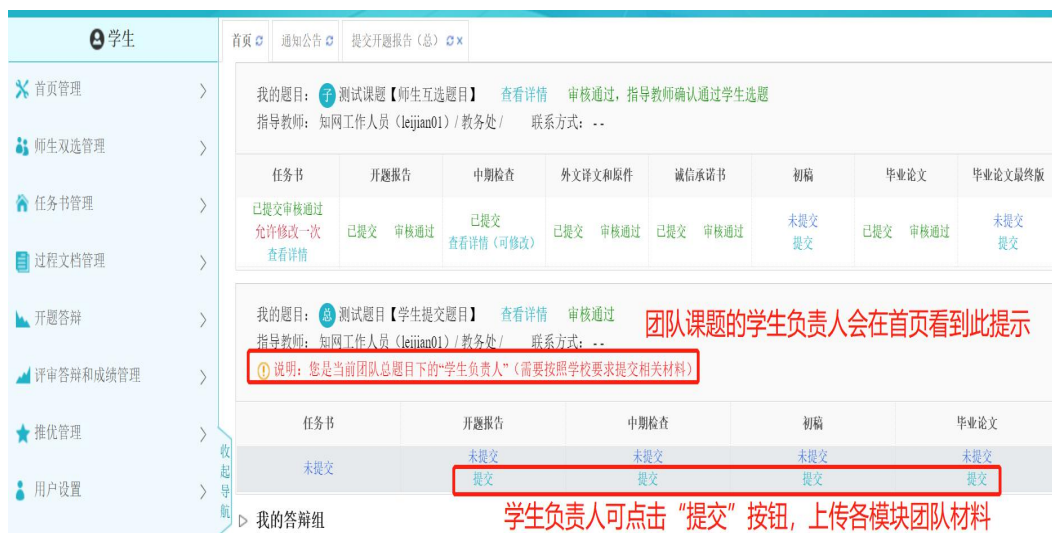 学生
首页 通知公告 提交开题报告（总） x
首页管理
师生双选管理
任务书管理
过程文档管理
开题答辩
评审答辩和成绩管理
推优管理
用户设置
收起导航
我的题目： 子 测试课题【师生互选题目】 查看详情 审核通过，指导教师确认通过学生选题
指导教师： 知网工作人员（leijian01）/ 教务处 / 联系方式： --
任务书 开题报告 中期检查 外文译文和原件 诚信承诺书 初稿 毕业论文 毕业论文最终版
已提交审核通过
允许修改一次
查看详情
已提交 审核通过
已提交
查看详情（可修改）
已提交 审核通过
已提交 审核通过
未提交
提交
已提交 审核通过
未提交
提交
我的题目： 总 测试题目【学生提交题目】 查看详情 审核通过
团队课题的学生负责人会在首页看到此提示
指导教师： 知网工作人员（leijian01）/ 教务处 / 联系方式： --
说明：您是当前团队总题目下的“学生负责人”（需要按照学校要求提交相关材料）
任务书 开题报告 中期检查 初稿 毕业论文
未提交
未提交 未提交 未提交 未提交
提交 提交 提交 提交
我的答辩组
学生负责人可点击“提交”按钮，上传各模块团队材料